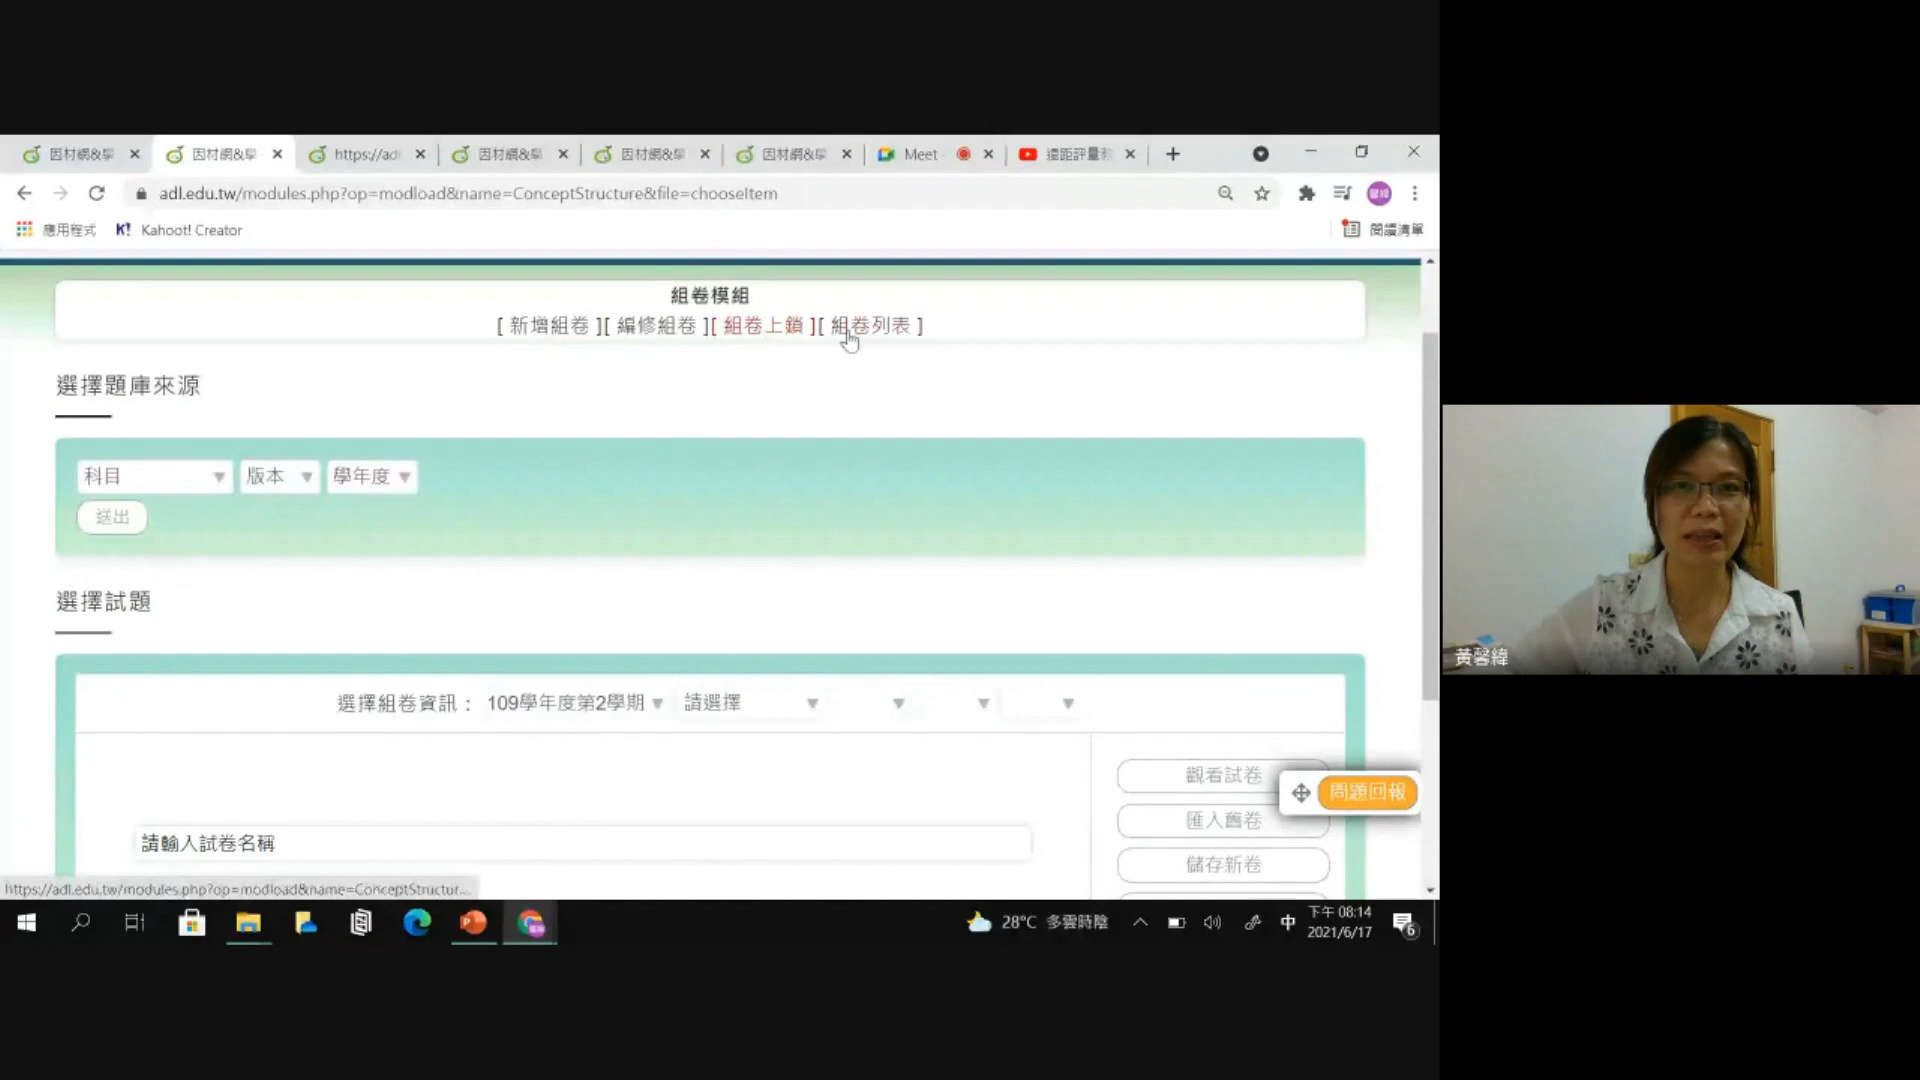 因材網&學
因材網&學
https://adl
因材網&學
因材網&學
因材網&學
Meet
遠距評量教
adl.edu.tw/modules.php?op=modload&name=ConceptStructure&file=chooseItem
應用程式
K! Kahoot! Creator
閱讀清單
組卷模組
[ 新增組卷 ][ 編修組卷 ][ 組卷上鎖 ][ 組卷列表 ]
選擇題庫來源
科目 版本 學年度
送出
選擇試題
選擇組卷資訊： 109學年度第2學期 請選擇
觀看試卷
問題回報
匯入舊卷
請輸入試卷名稱
儲存新卷
https://adl.edu.tw/modules.php?op=modload&name=ConceptStructur...
28°C 多雲時陰
中
下午 08:14
2021/6/17
6
黃馨緯